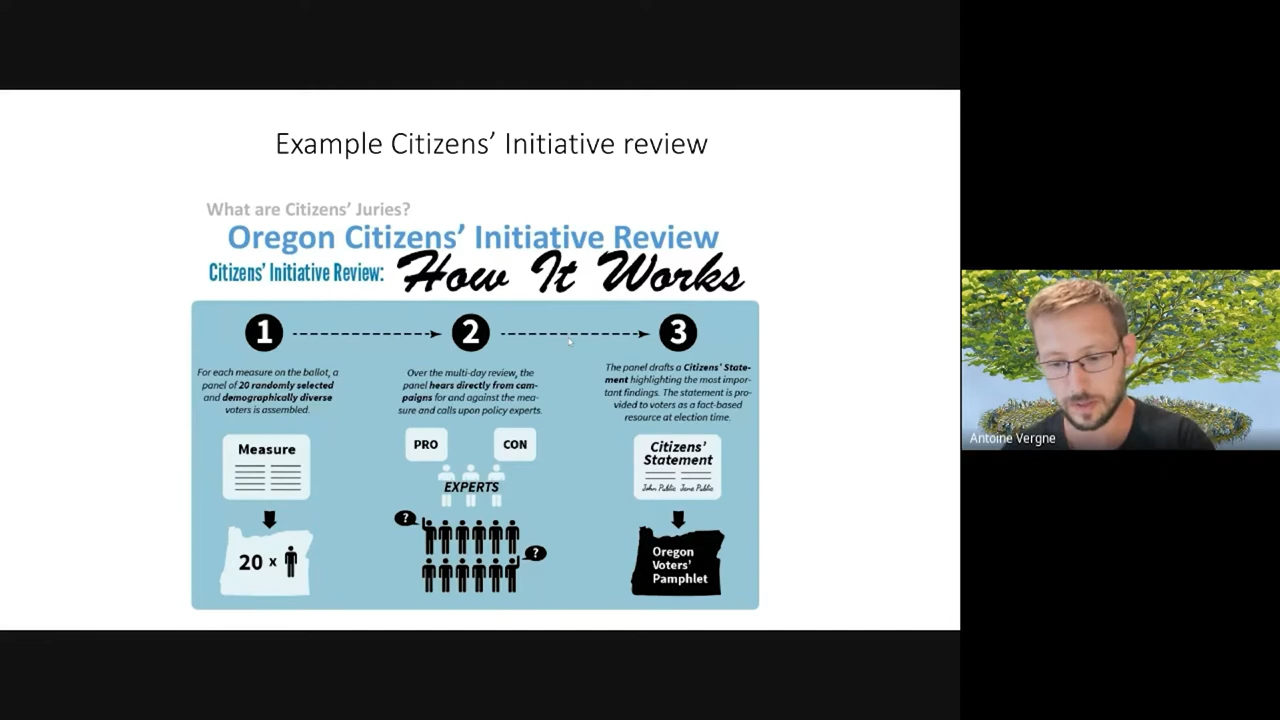 Example Citizens’ Initiative review
What are Citizens’ Juries?
Oregon Citizens’ Initiative Review
Citizens’ Initiative Review: How It Works
1
2
3
For each measure on the ballot, a
panel of 20 randomly selected
and demographically diverse
voters is assembled.
Over the multi-day review, the
panel hears directly from cam-
paigns for and against the mea-
sure and calls upon policy experts.
The panel drafts a Citizens’ State-
ment highlighting the most impor-
tant findings. The statement is pro-
vided to voters as a fact-based
resource at election time.
Measure
20 x
PRO
CON
EXPERTS
?
?
Citizens’
Statement
John Public Jane Public
Oregon
Voters’
Pamphlet
Antoine Vergne